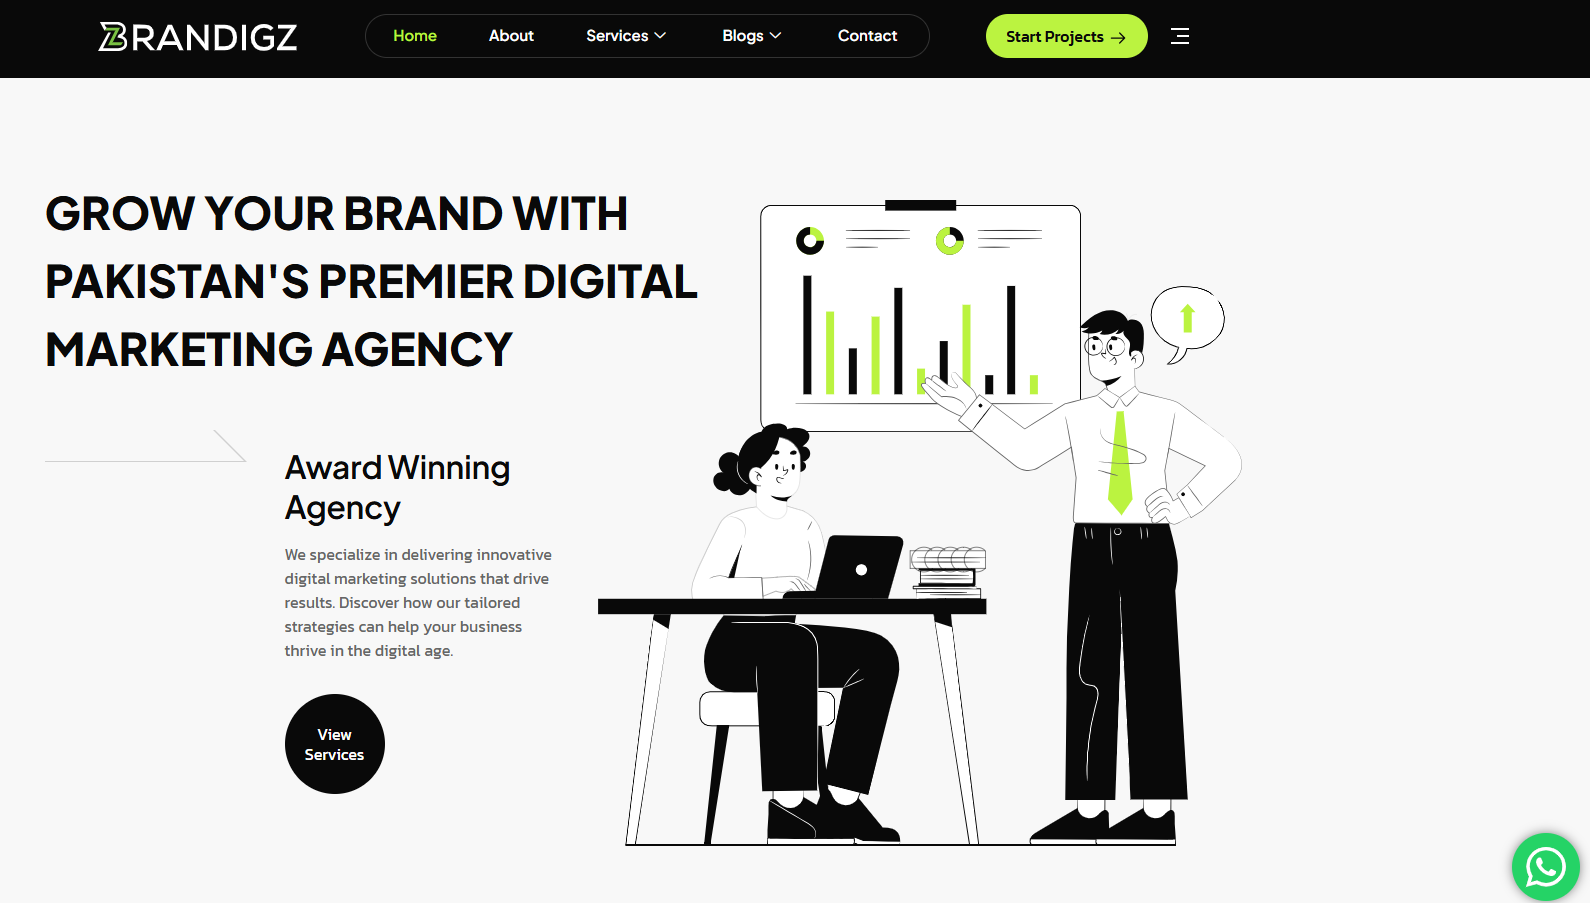 BRANDIGZ
Home
About
Services
Blogs
Contact
Start Projects
GROW YOUR BRAND WITH
PAKISTAN'S PREMIER DIGITAL
MARKETING AGENCY
Award Winning
Agency
We specialize in delivering innovative
digital marketing solutions that drive
results. Discover how our tailored
strategies can help your business
thrive in the digital age.
View
Services